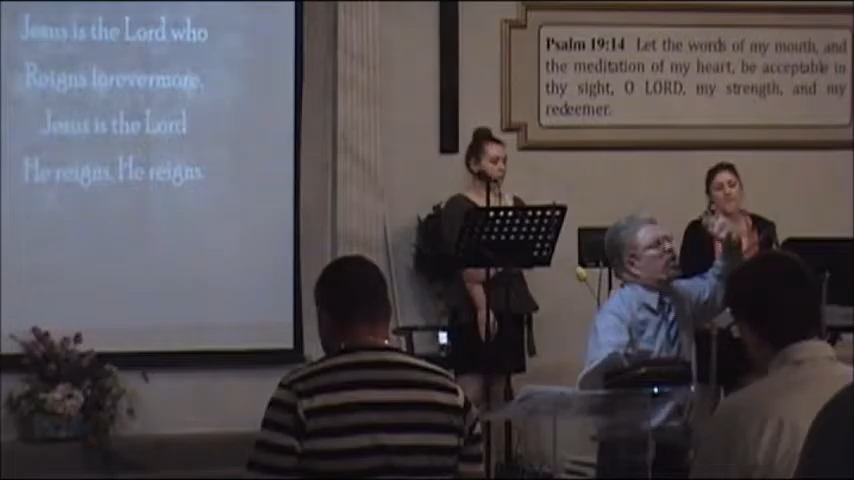 Jesus is the Lord who
Reigns forevermore,
Jesus is the Lord
He reigns, He reigns.
Psalm 19:14 Let the words of my mouth, and
the meditation of my heart, be acceptable in
thy sight, O LORD, my strength, and my
redeemer.